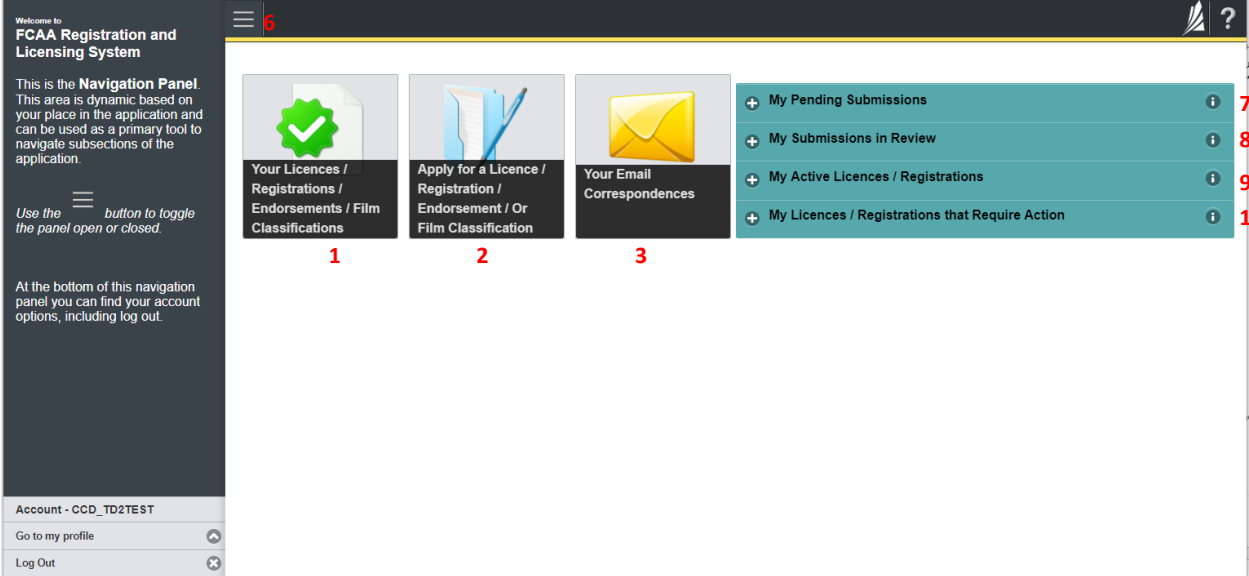 Welcome to
FCAA Registration and
Licensing System
This is the Navigation Panel.
This area is dynamic based on
your place in the application and
can be used as a primary tool to
navigate subsections of the
application.
Use the button to toggle
the panel open or closed.
At the bottom of this navigation
panel you can find your account
options, including log out.
Account - CCD_TD2TEST
Go to my profile
Log Out
6
?
Your Licences /
Registrations /
Endorsements / Film
Classifications
1
Apply for a Licence /
Registration /
Endorsement / Or
Film Classification
2
Your Email
Correspondences
3
My Pending Submissions
7
My Submissions in Review
8
My Active Licences / Registrations
9
My Licences / Registrations that Require Action
1